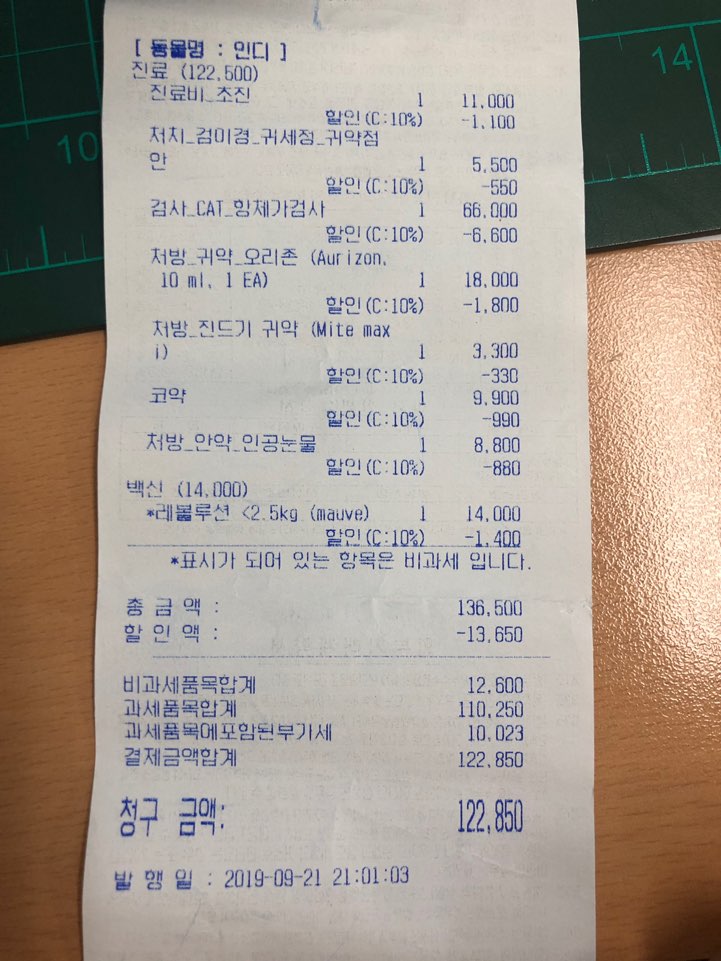 [ 동물명 : 인디 ]
진료 (122,500)
진료비_초진 1 11,000
할인(C:10%) -1,100
처치_검이경_귀세정_귀약점
안 1 5,500
할인(C:10%) -550
검사_CAT_항체가검사 1 66,000
할인(C:10%) -6,600
처방_귀약_오리존 (Aurizon,
10 ml, 1 EA) 1 18,000
할인(C:10%) -1,800
처방_진드기 귀약 (Mite max
i) 1 3,300
할인(C:10%) -330
코약 1 9,900
할인(C:10%) -990
처방_안약_인공눈물 1 8,800
할인(C:10%) -880
백신 (14,000)
*레볼루션 <2.5kg (mauve) 1 14,000
할인(C:10%) -1,400
*표시가 되어 있는 항목은 비과세 입니다.
총 금 액 : 136,500
할 인 액 : -13,650
비과세품목합계 12,600
과세품목합계 110,250
과세품목에포함된부가세 10,023
결제금액합계 122,850
청구 금액: 122,850
발 행 일 : 2019-09-21 21:01:03
10
14